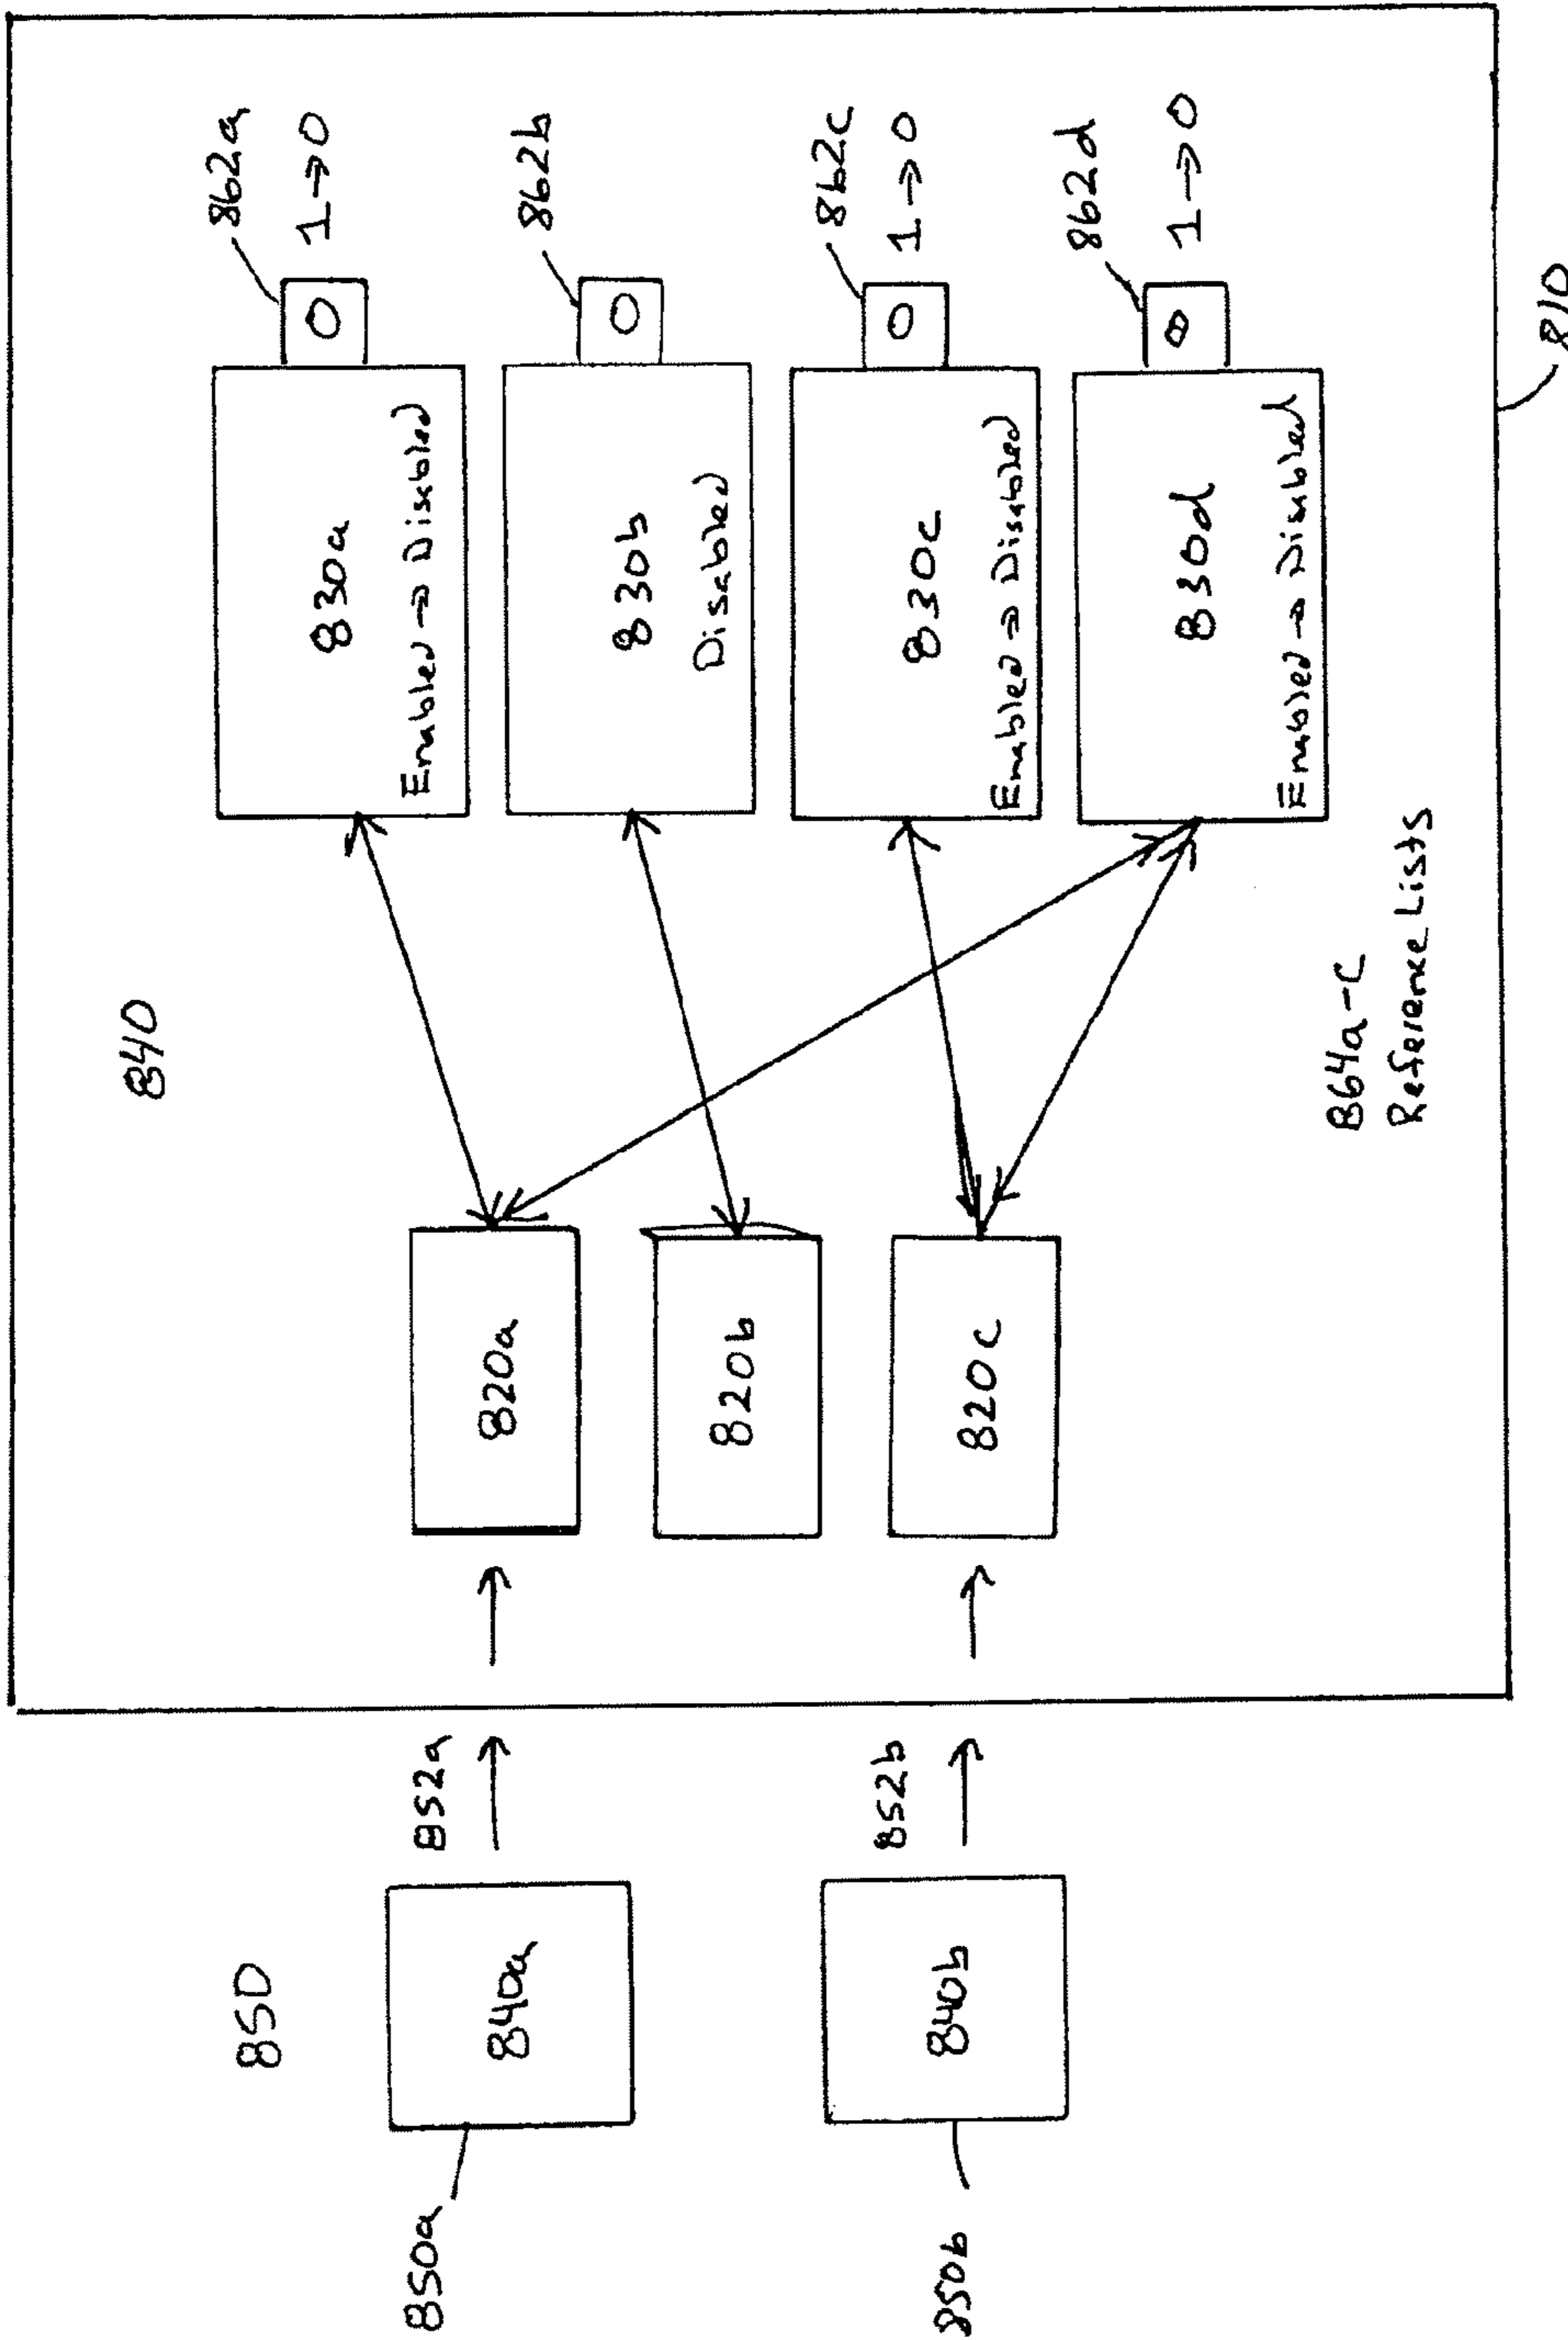 840
850
862a
1→0
830a
Enabled → Disabled
0
862b
830b
Disabled
0
862c
1→0
830c
Enabled → Disabled
0
862d
1→0
830d
Enabled → Disabled
0
820a
820b
820c
852a
852b
840a
840b
850a
850b
864a-c
Reference Lists
810